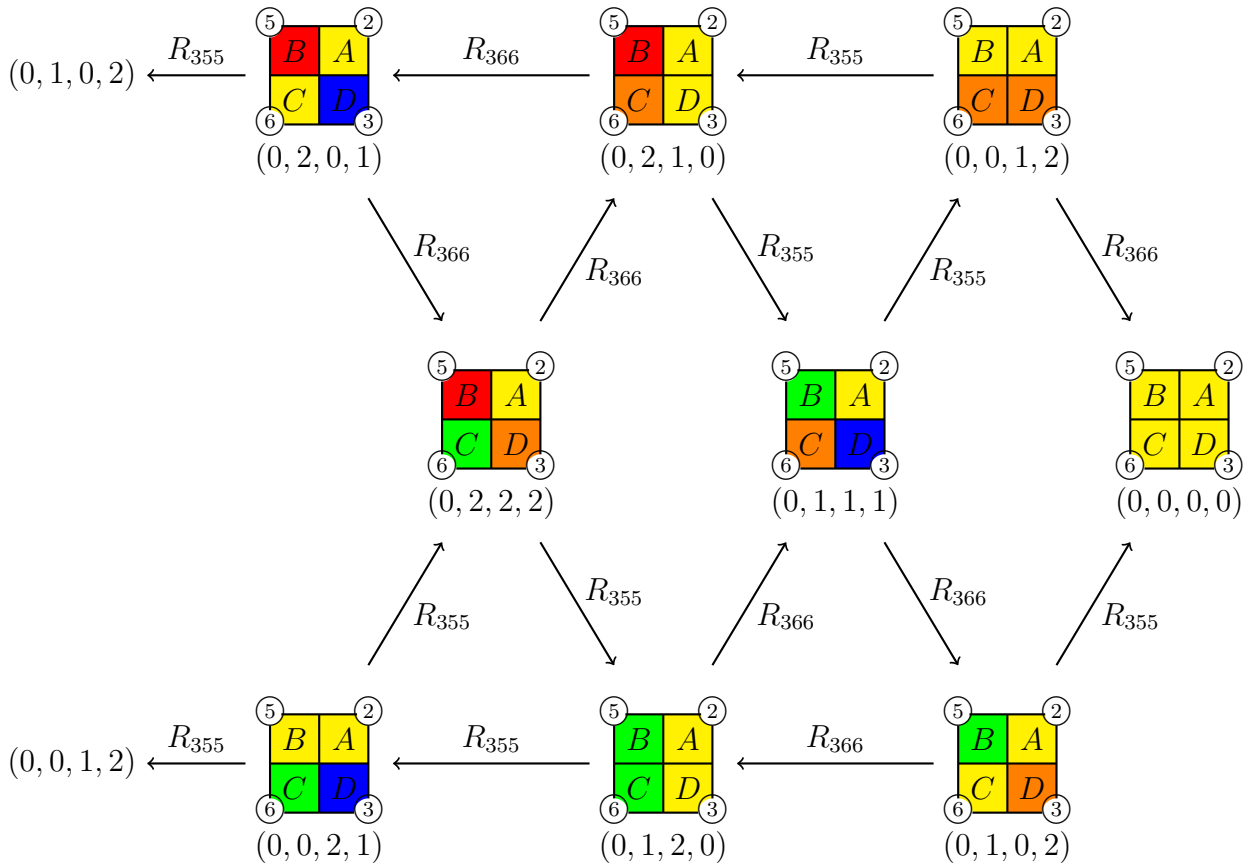 5 2 5 2 5 2
B A B A B A
(0, 1, 0, 2) R₃₅₅ R₃₆₆ R₃₅₅
C D C D C D
6 3 6 3 6 3
(0, 2, 0, 1) (0, 2, 1, 0) (0, 0, 1, 2)
R₃₆₆ R₃₅₅ R₃₆₆
R₃₆₆ R₃₅₅
5 2 5 2 5 2
B A B A B A
C D C D C D
6 3 6 3 6 3
(0, 2, 2, 2) (0, 1, 1, 1) (0, 0, 0, 0)
R₃₅₅ R₃₆₆
R₃₅₅ R₃₆₆ R₃₅₅
5 2 5 2 5 2
B A B A B A
(0, 0, 1, 2) R₃₅₅ R₃₅₅ R₃₆₆
C D C D C D
6 3 6 3 6 3
(0, 0, 2, 1) (0, 1, 2, 0) (0, 1, 0, 2)